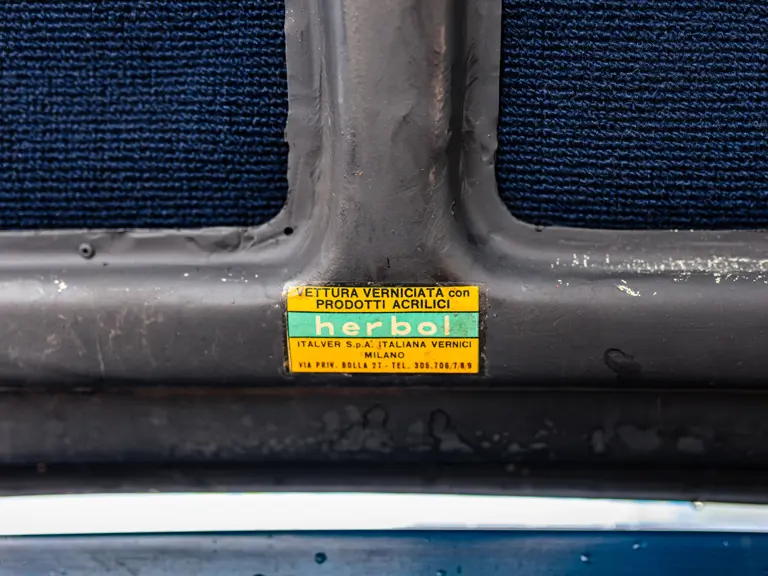 VETTURA VERNICIATA con
PRODOTTI ACRILICI
herbol
ITALVER S.p.A. ITALIANA VERNICI
MILANO
VIA PRIV. BOLLA 27 - TEL. 305.706/7/8/9